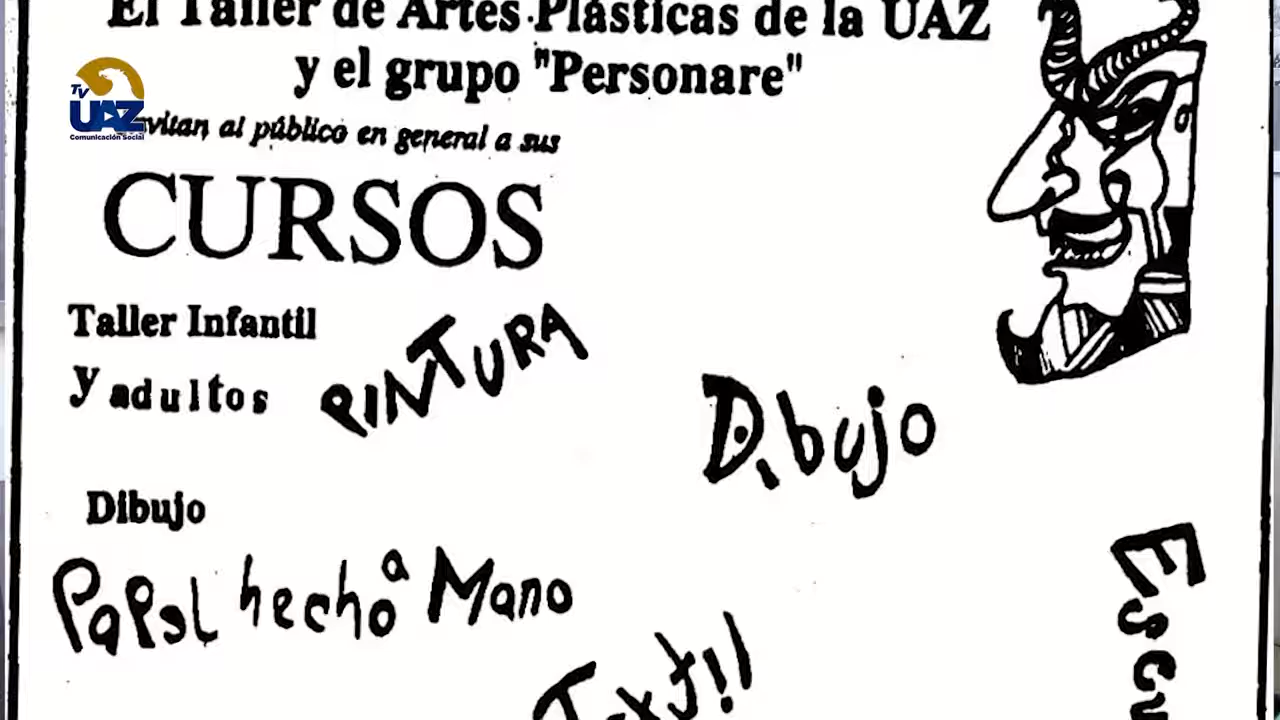 El Taller de Artes Plásticas de la UAZ
y el grupo "Personare"
TV
UAZ
Comunicación Social
al público en general a sus
CURSOS
Taller Infantil
y adultos
PINTURA
Dibujo
Dibujo
Papel hecho a Mano
Textil